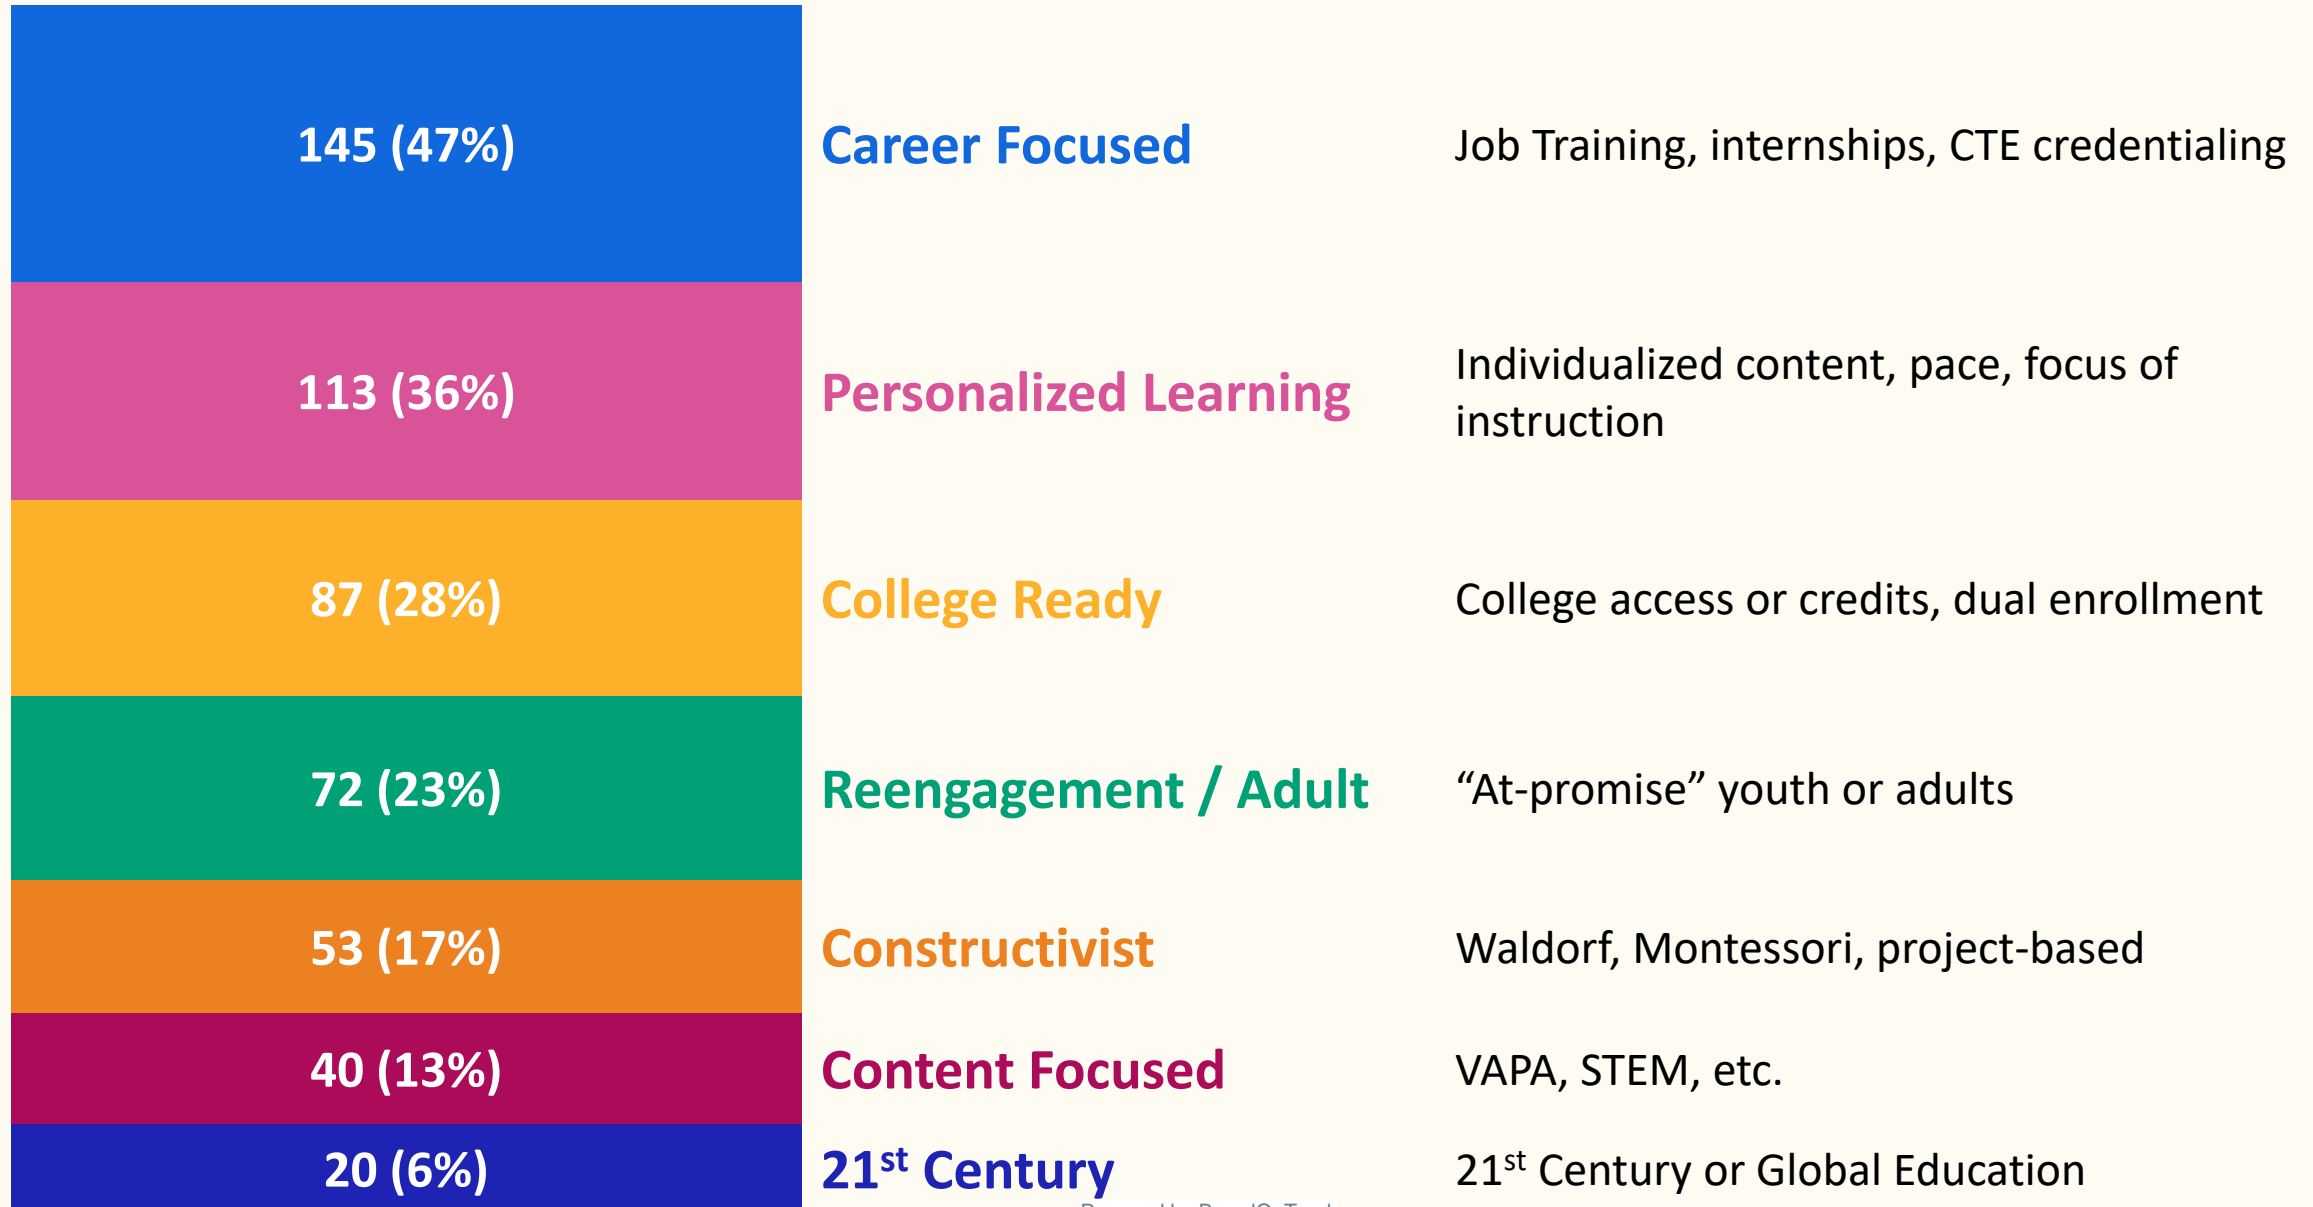 145 (47%) Career Focused Job Training, internships, CTE credentialing
113 (36%) Personalized Learning Individualized content, pace, focus of
instruction
87 (28%) College Ready College access or credits, dual enrollment
72 (23%) Reengagement / Adult “At-promise” youth or adults
53 (17%) Constructivist Waldorf, Montessori, project-based
40 (13%) Content Focused VAPA, STEM, etc.
20 (6%) 21st Century 21st Century or Global Education